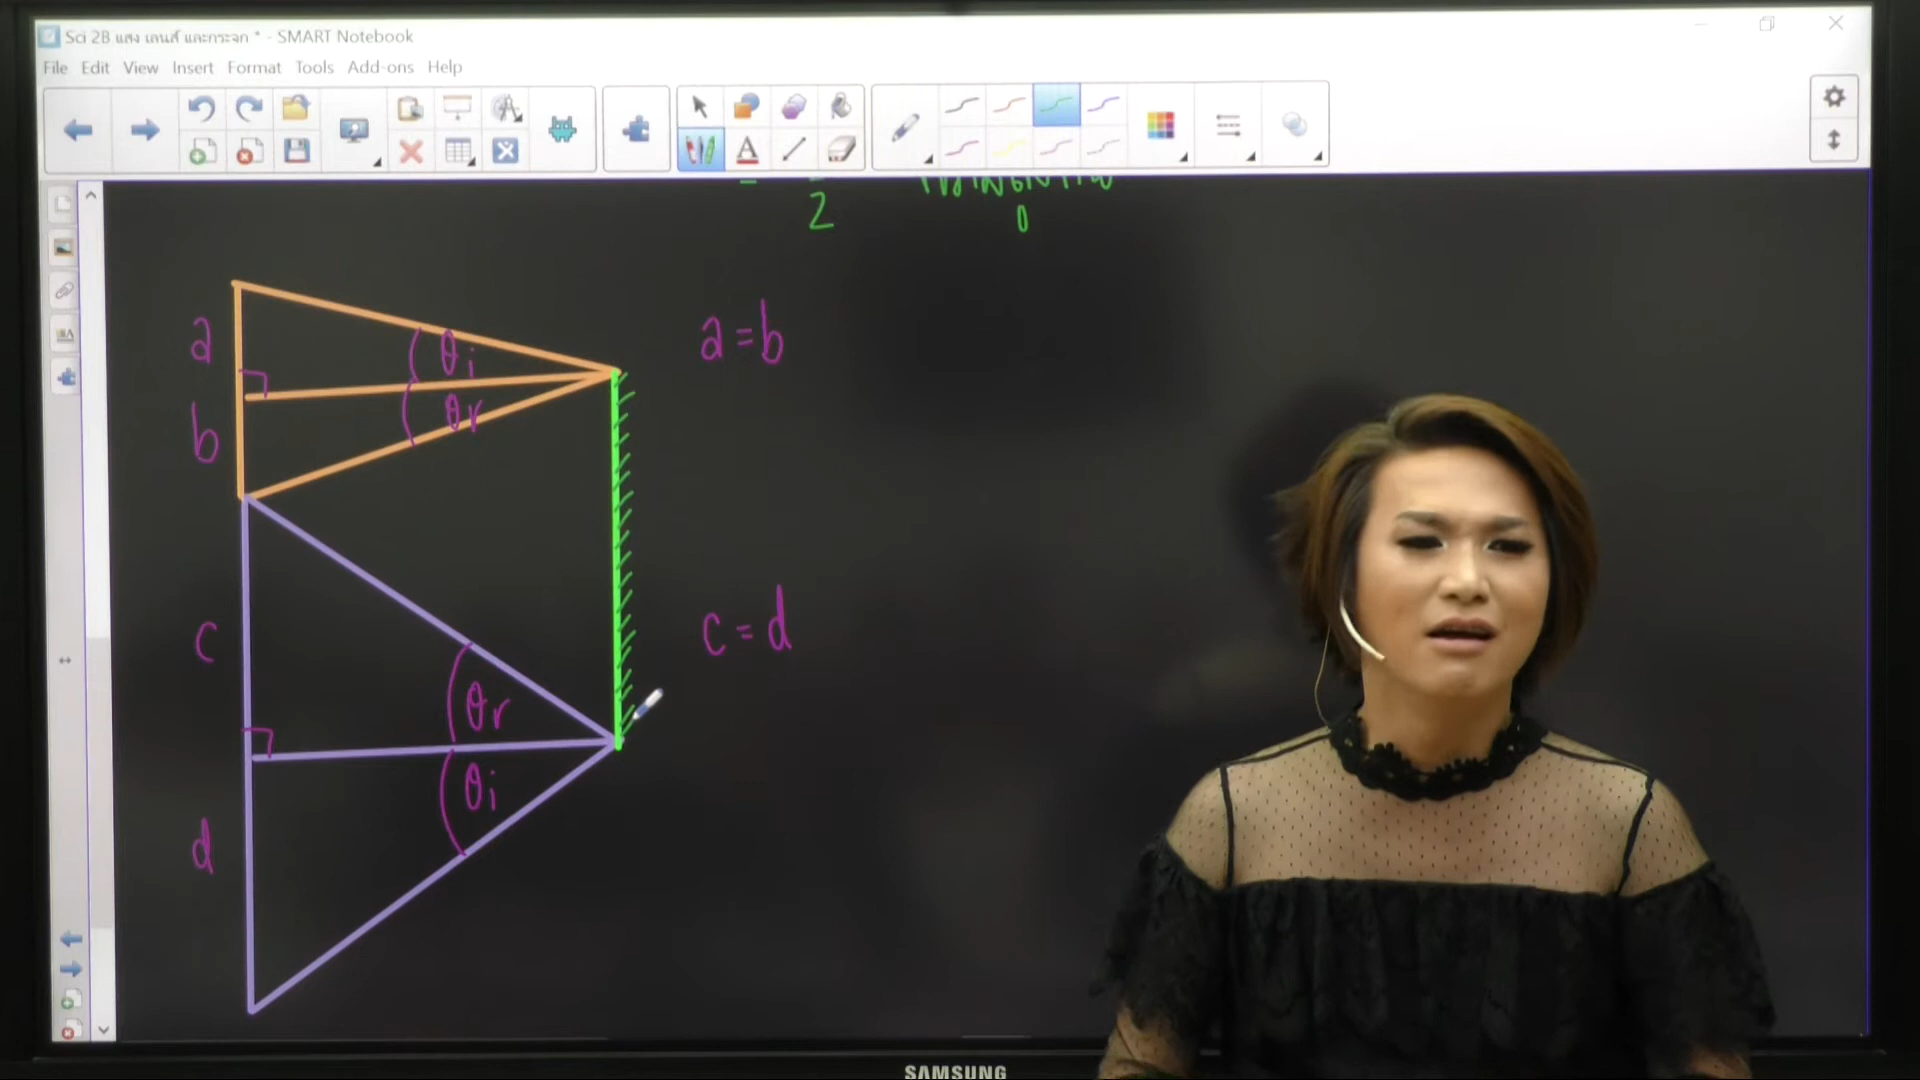 Sci 2B แสง เลนส์ และกระจก * - SMART Notebook
File Edit View Insert Format Tools Add-ons Help
2
a
θi
a = b
θr
b
c
c = d
θr
θi
d
SAMSUNG